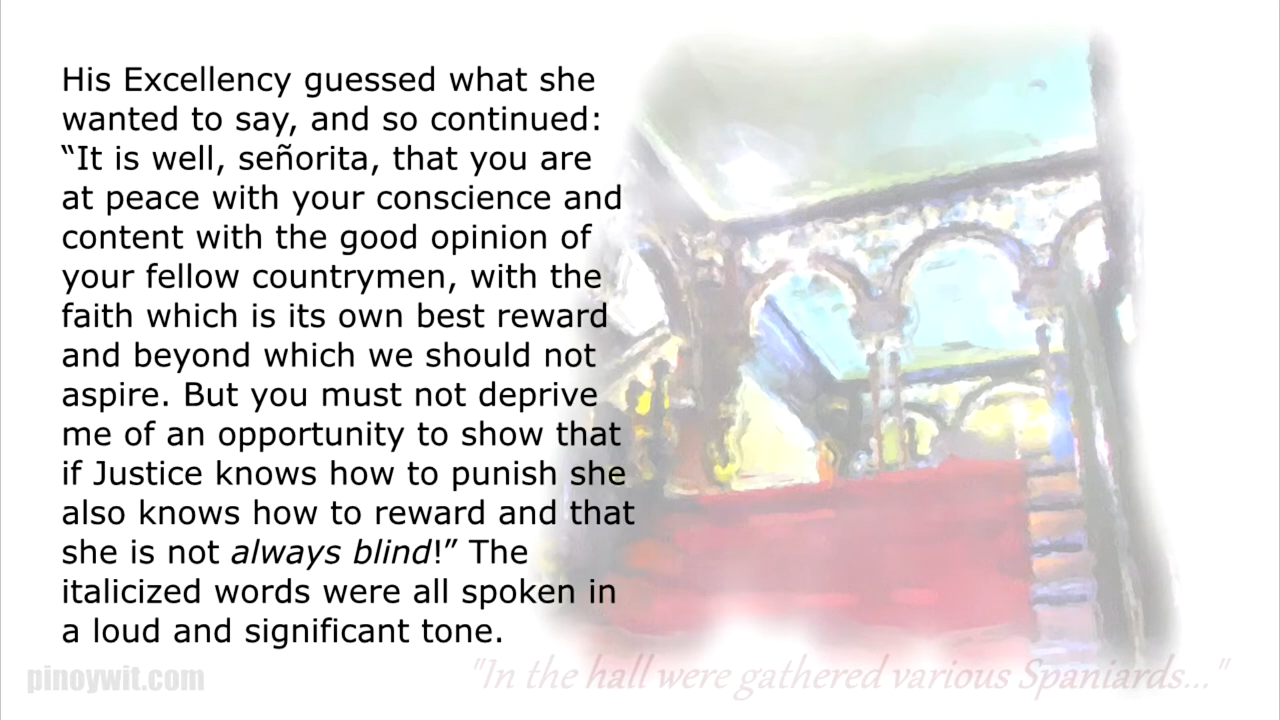 His Excellency guessed what she
wanted to say, and so continued:
“It is well, señorita, that you are
at peace with your conscience and
content with the good opinion of
your fellow countrymen, with the
faith which is its own best reward
and beyond which we should not
aspire. But you must not deprive
me of an opportunity to show that
if Justice knows how to punish she
also knows how to reward and that
she is not always blind!” The
italicized words were all spoken in
a loud and significant tone.
pinoywit.com
"In the hall were gathered various Spaniards..."